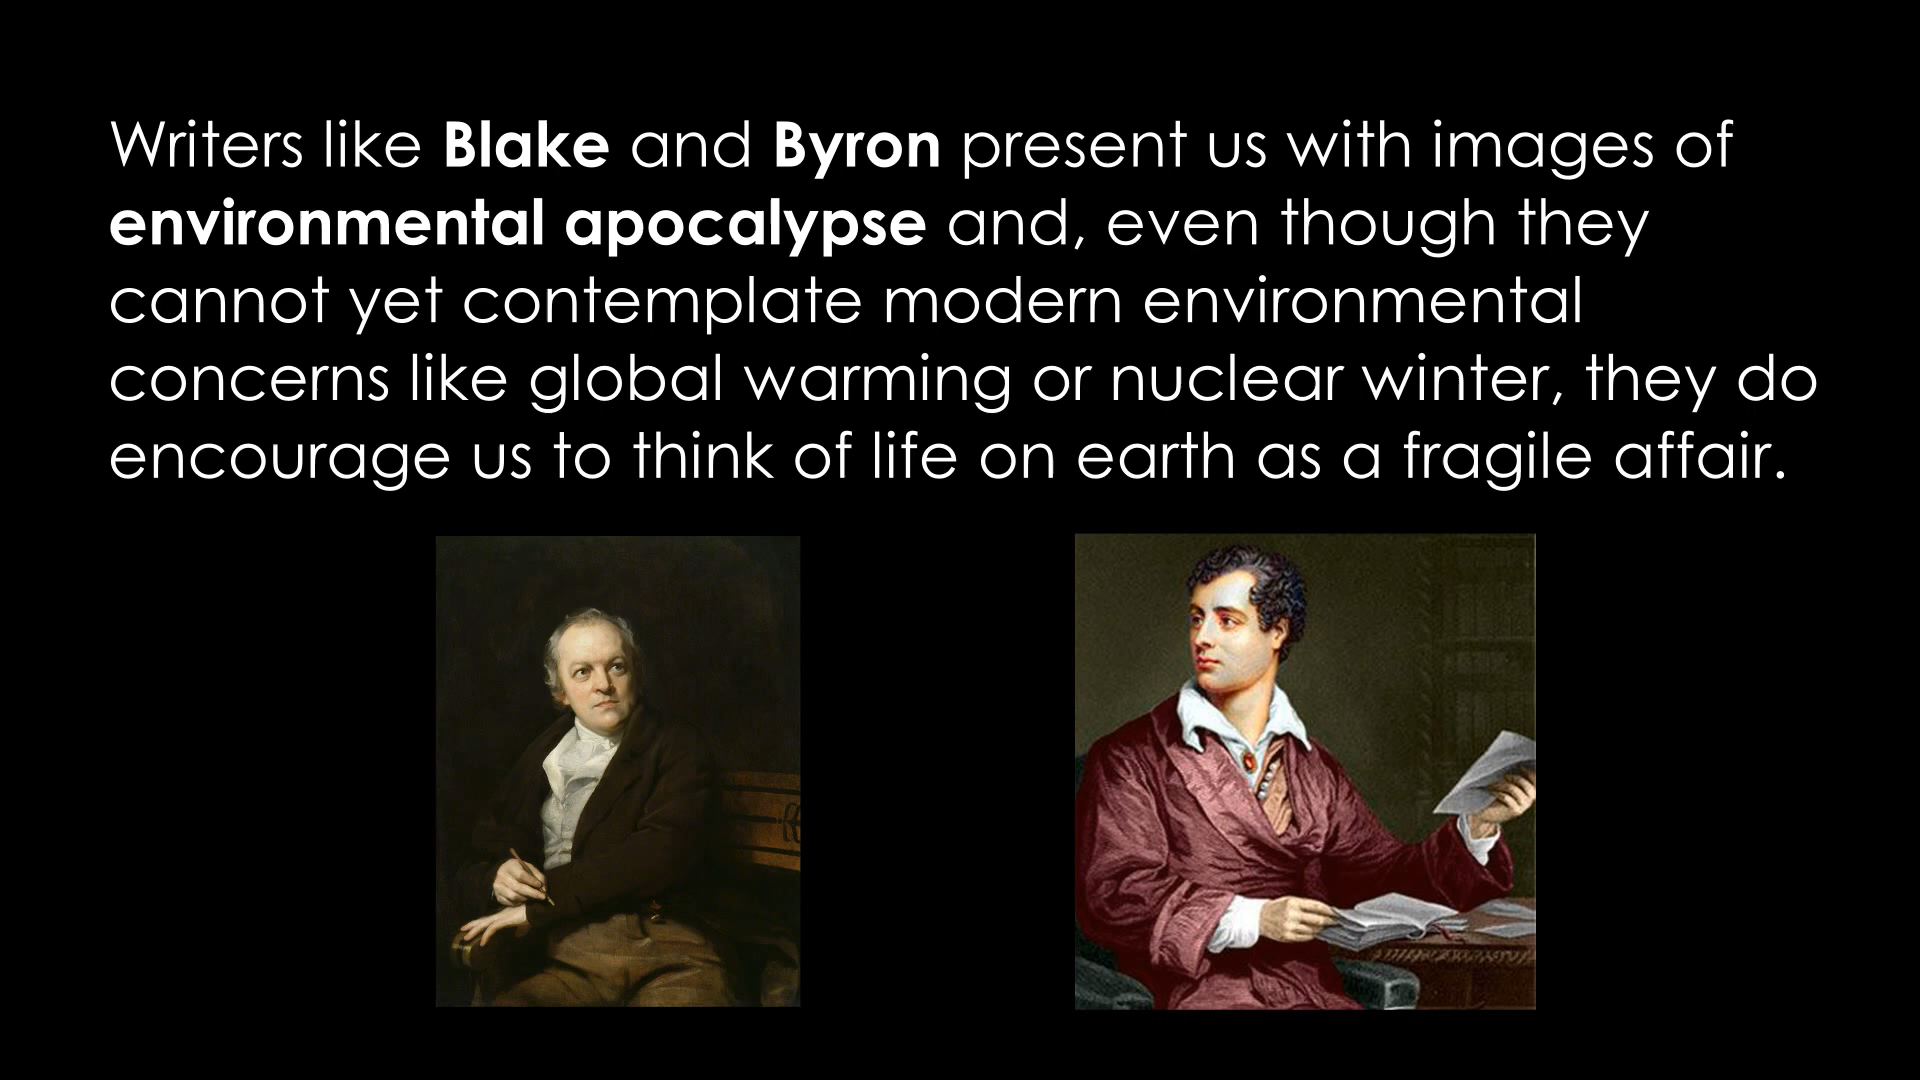 Writers like Blake and Byron present us with images of
environmental apocalypse and, even though they
cannot yet contemplate modern environmental
concerns like global warming or nuclear winter, they do
encourage us to think of life on earth as a fragile affair.